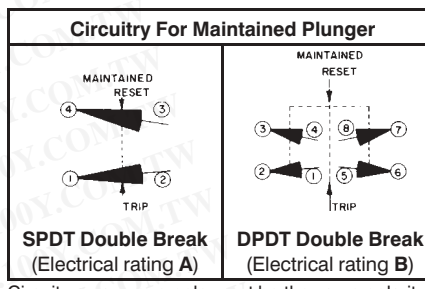 Circuitry For Maintained Plunger
MAINTAINED
RESET
4
3
1
2
TRIP
SPDT Double Break
(Electrical rating A)
MAINTAINED
RESET
3
4
8
7
2
1
5
6
TRIP
DPDT Double Break
(Electrical rating B)